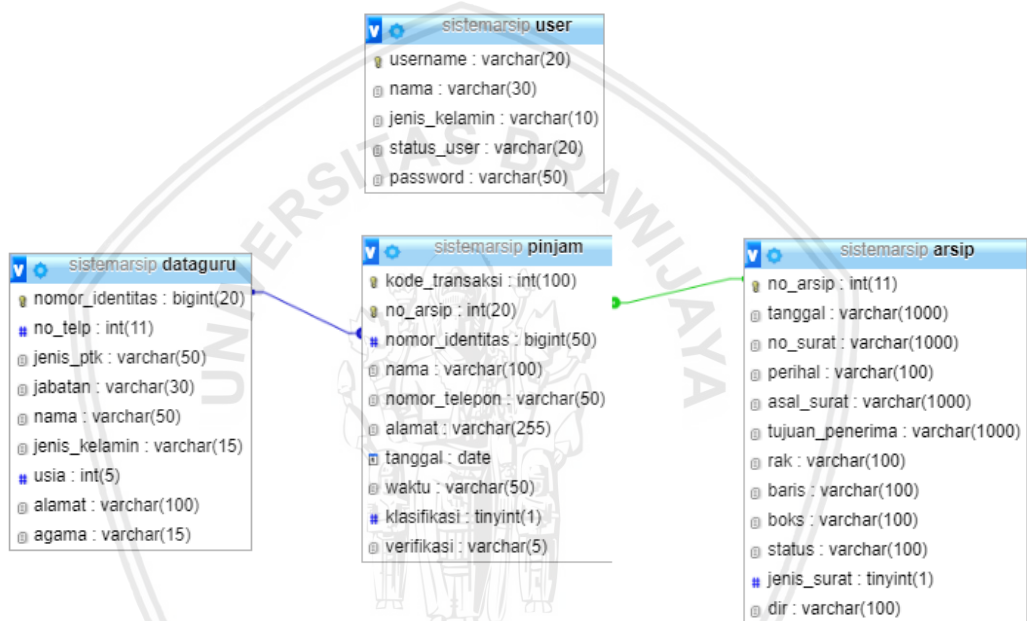 sistemarsip user
username : varchar(20)
nama : varchar(30)
jenis_kelamin : varchar(10)
status_user : varchar(20)
password : varchar(50)
sistemarsip dataguru
nomor_identitas : bigint(20)
no_telp : int(11)
jenis_ptk : varchar(50)
jabatan : varchar(30)
nama : varchar(50)
jenis_kelamin : varchar(15)
usia : int(5)
alamat : varchar(100)
agama : varchar(15)
sistemarsip pinjam
kode_transaksi : int(100)
no_arsip : int(20)
nomor_identitas : bigint(50)
nama : varchar(100)
nomor_telepon : varchar(50)
alamat : varchar(255)
tanggal : date
waktu : varchar(50)
klasifikasi : tinyint(1)
verifikasi : varchar(5)
sistemarsip arsip
no_arsip : int(11)
tanggal : varchar(1000)
no_surat : varchar(1000)
perihal : varchar(100)
asal_surat : varchar(1000)
tujuan_penerima : varchar(1000)
rak : varchar(100)
baris : varchar(100)
boks : varchar(100)
status : varchar(100)
jenis_surat : tinyint(1)
dir : varchar(100)
UNIVERSITAS BRAWIJAYA